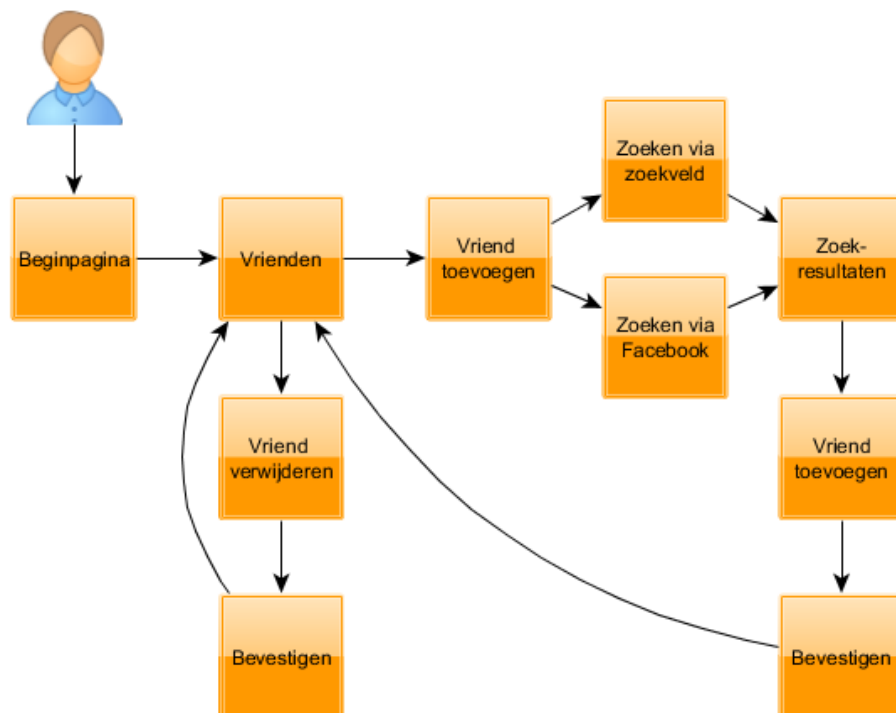 Beginpagina
Vrienden
Vriend
toevoegen
Zoeken via
zoekveld
Zoeken via
Facebook
Zoek-
resultaten
Vriend
verwijderen
Bevestigen
Vriend
toevoegen
Bevestigen